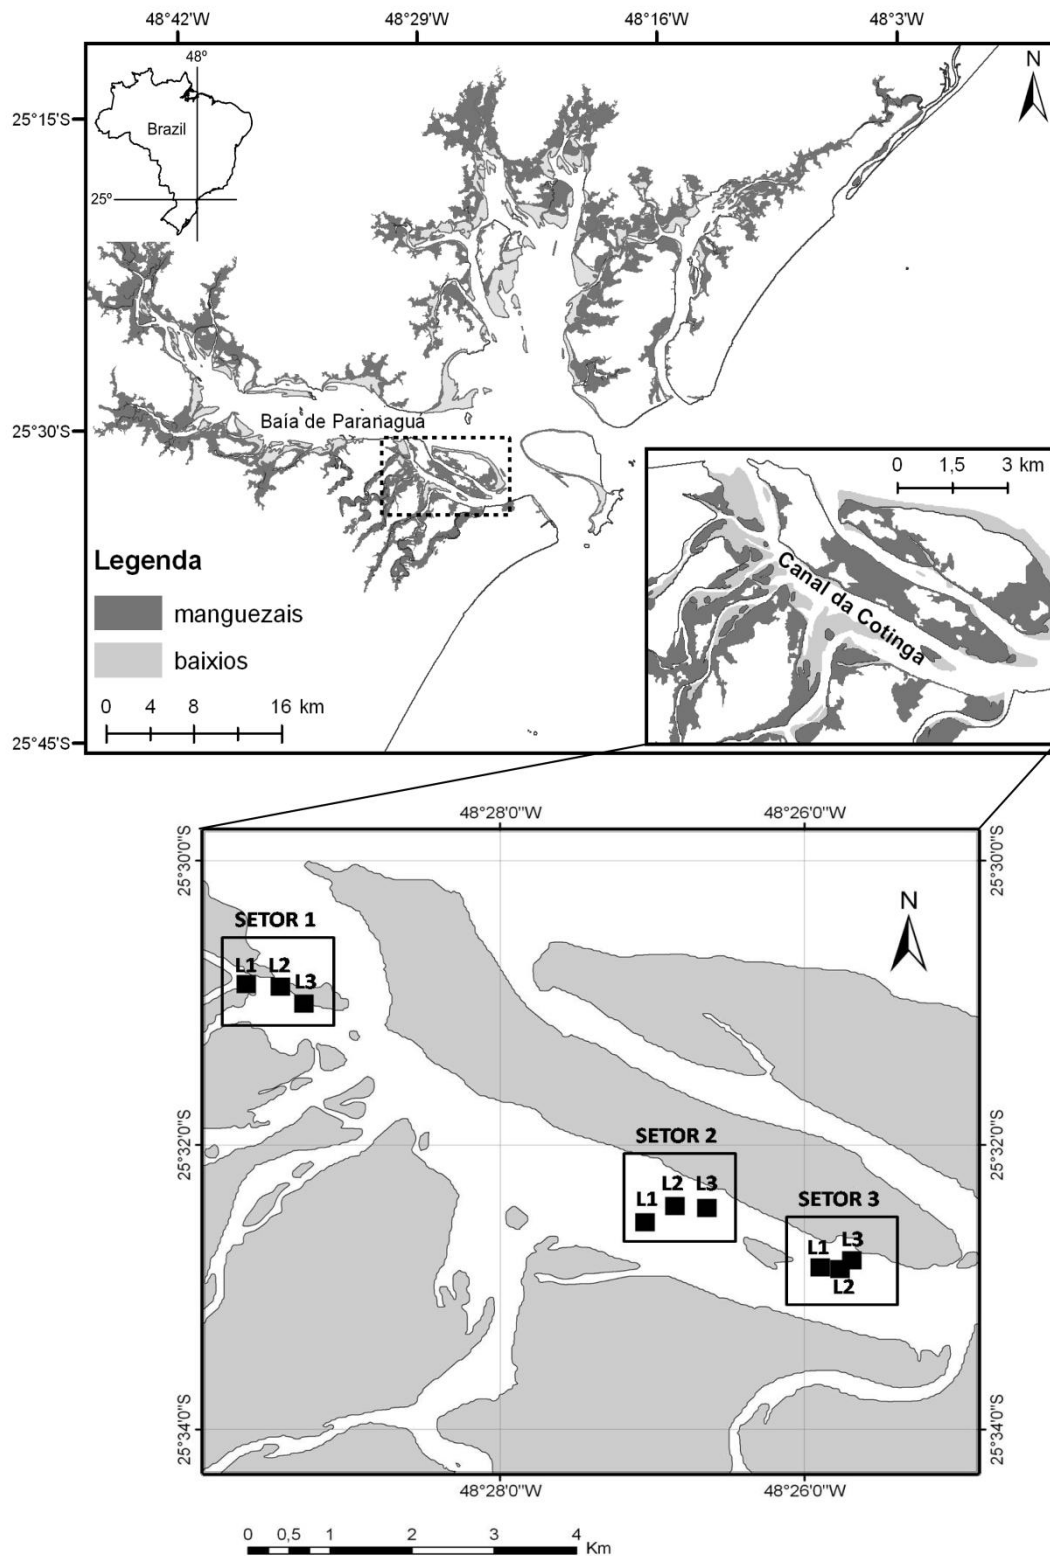 48°42'W 48°29'W 48°16'W 48°3'W
48°
N
25°15'S
Brazil
25°
25°30'S
Baía de Paranaguá
0 1,5 3 km
Legenda
manguezais
baixios
Canal da Cotinga
0 4 8 16 km
25°45'S
48°28'0"W 48°26'0"W
25°30'0"S 25°30'0"S
N
SETOR 1
L1 L2 L3
25°32'0"S 25°32'0"S
SETOR 2
L1 L2 L3
SETOR 3
L1 L3
L2
25°34'0"S 25°34'0"S
48°28'0"W 48°26'0"W
0 0,5 1 2 3 4
Km